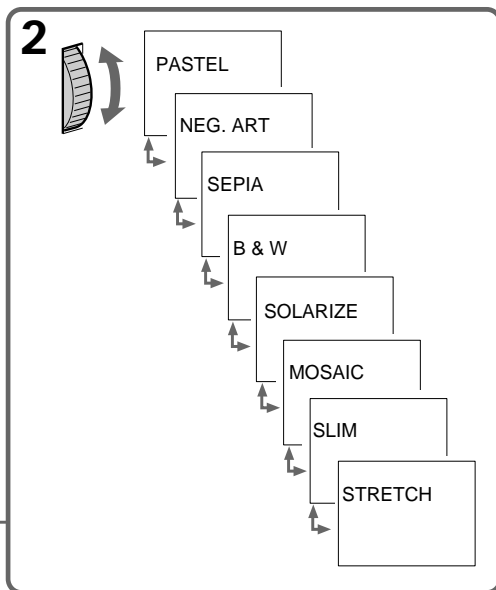 2
PASTEL
NEG. ART
SEPIA
B & W
SOLARIZE
MOSAIC
SLIM
STRETCH